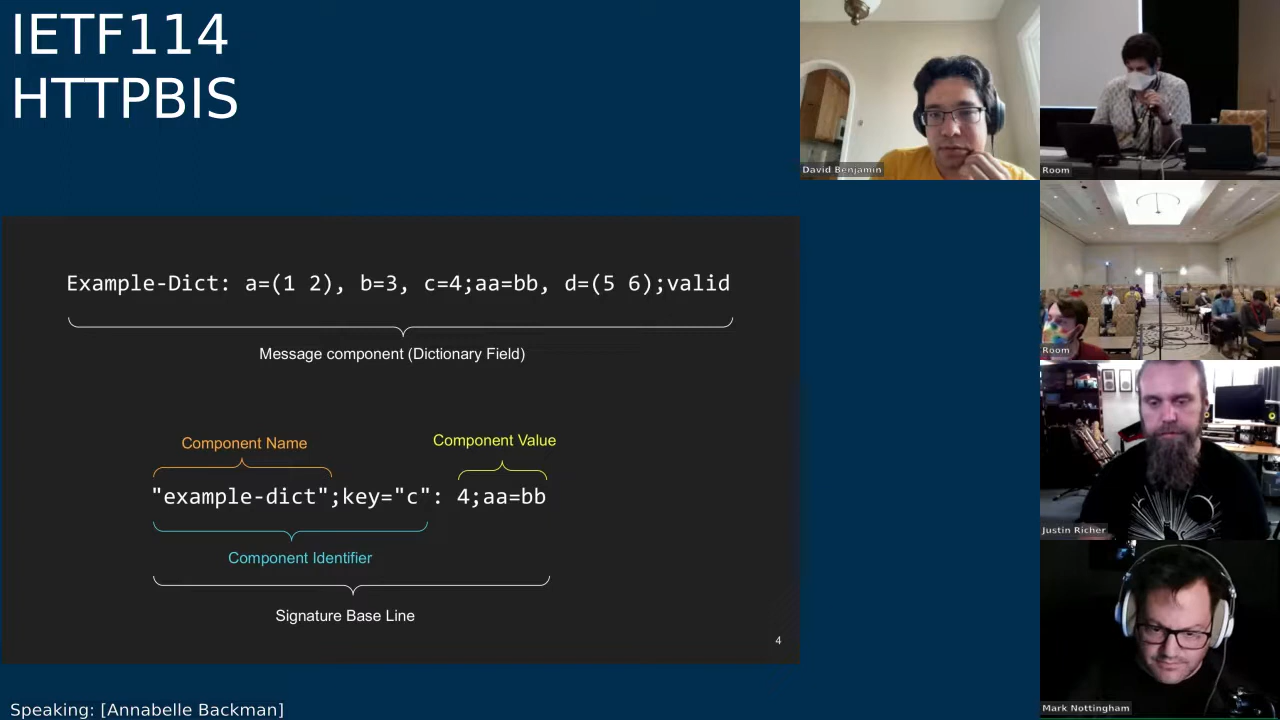 IETF114
HTTPBIS
David Benjamin
Room
Room
Example-Dict: a=(1 2), b=3, c=4;aa=bb, d=(5 6);valid
Message component (Dictionary Field)
Component Name
Component Value
"example-dict";key="c": 4;aa=bb
Component Identifier
Signature Base Line
4
Justin Richer
Mark Nottingham
Speaking: [Annabelle Backman]